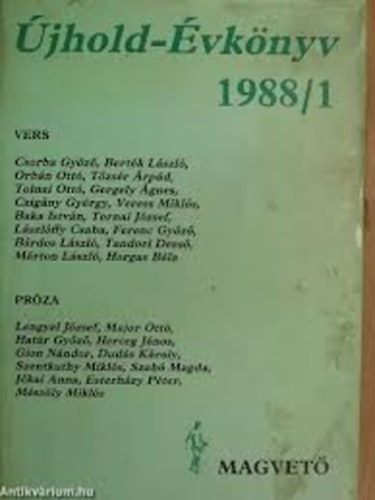 Újhold-Évkönyv
1988/1
VERS
Csorba Győző, Bertók László,
Orbán Ottó, Tőzsér Árpád,
Tolnai Ottó, Gergely Ágnes,
Czigány György, Veress Miklós,
Baka István, Tornai József,
Lászlóffy Csaba, Ferenc Győző,
Bárdos László, Tandori Dezső,
Márton László, Horgas Béla
PRÓZA
Lengyel József, Major Ottó,
Határ Győző, Herceg János,
Gion Nándor, Dudás Károly,
Szentkuthy Miklós, Szabó Magda,
Jókai Anna, Esterházy Péter,
Mészöly Miklós
MAGVETŐ
Antikvárium.hu